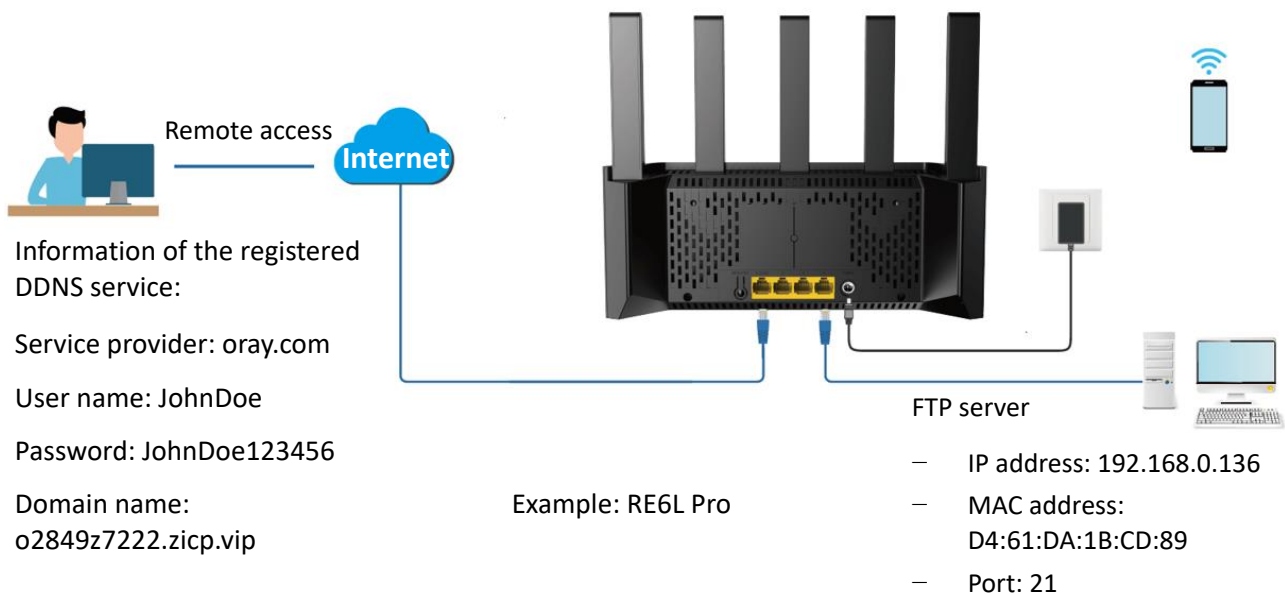 Remote access
Internet
Information of the registered
DDNS service:
Service provider: oray.com
User name: JohnDoe
Password: JohnDoe123456
Domain name:
o2849z7222.zicp.vip
Example: RE6L Pro
FTP server
– IP address: 192.168.0.136
– MAC address:
D4:61:DA:1B:CD:89
– Port: 21